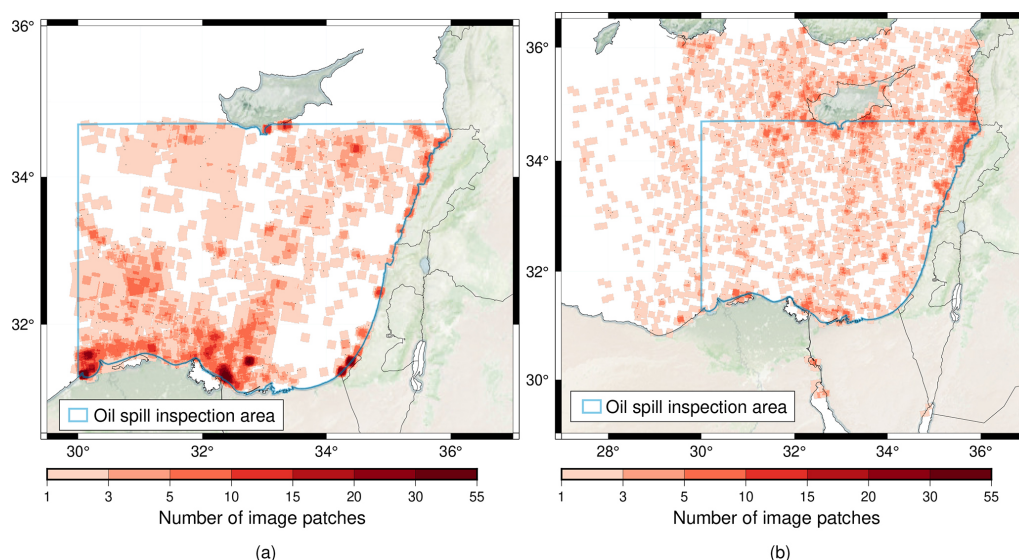 36°
34°
32°
Oil spill inspection area
30° 32° 34° 36°
1 3 5 10 15 20 30 55
Number of image patches
(a)
36°
34°
32°
30°
Oil spill inspection area
28° 30° 32° 34° 36°
1 3 5 10 15 20 30 55
Number of image patches
(b)